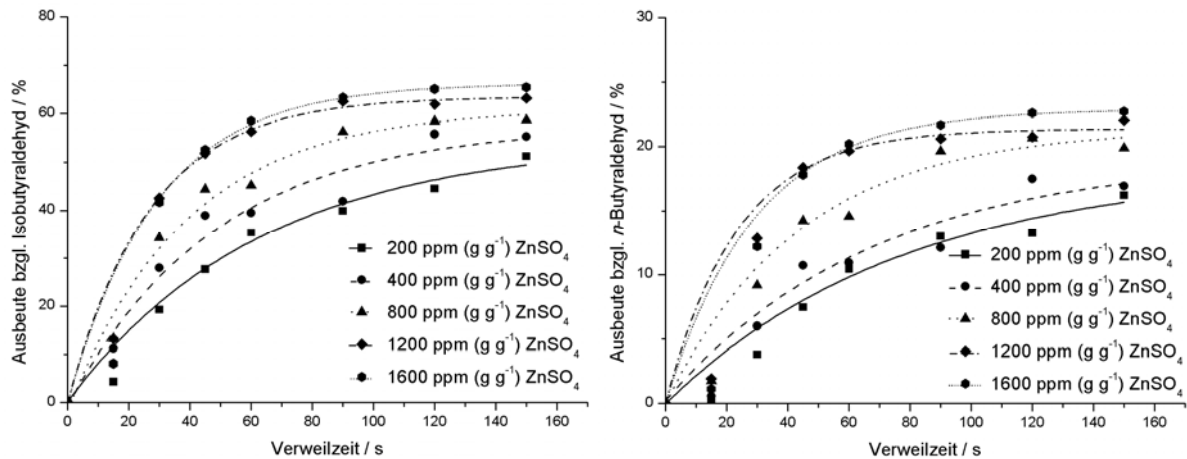 80
60
40
20
0
Ausbeute bzgl. Isobutyraldehyd / %
200 ppm (g g⁻¹) ZnSO₄
400 ppm (g g⁻¹) ZnSO₄
800 ppm (g g⁻¹) ZnSO₄
1200 ppm (g g⁻¹) ZnSO₄
1600 ppm (g g⁻¹) ZnSO₄
0 20 40 60 80 100 120 140 160
Verweilzeit / s
30
20
10
0
Ausbeute bzgl. n-Butyraldehyd / %
200 ppm (g g⁻¹) ZnSO₄
400 ppm (g g⁻¹) ZnSO₄
800 ppm (g g⁻¹) ZnSO₄
1200 ppm (g g⁻¹) ZnSO₄
1600 ppm (g g⁻¹) ZnSO₄
0 20 40 60 80 100 120 140 160
Verweilzeit / s